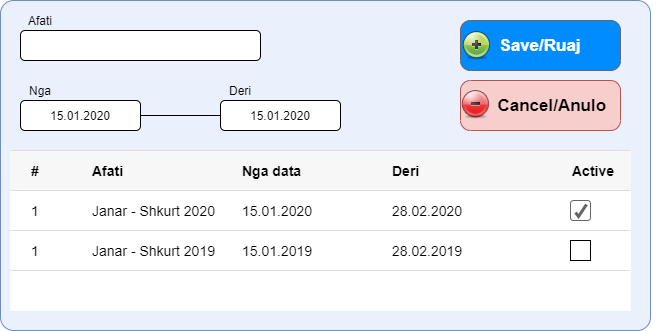 Afati
Save/Ruaj
Nga Deri
15.01.2020 15.01.2020
Cancel/Anulo
# Afati Nga data Deri Active
1 Janar - Shkurt 2020 15.01.2020 28.02.2020
1 Janar - Shkurt 2019 15.01.2019 28.02.2019